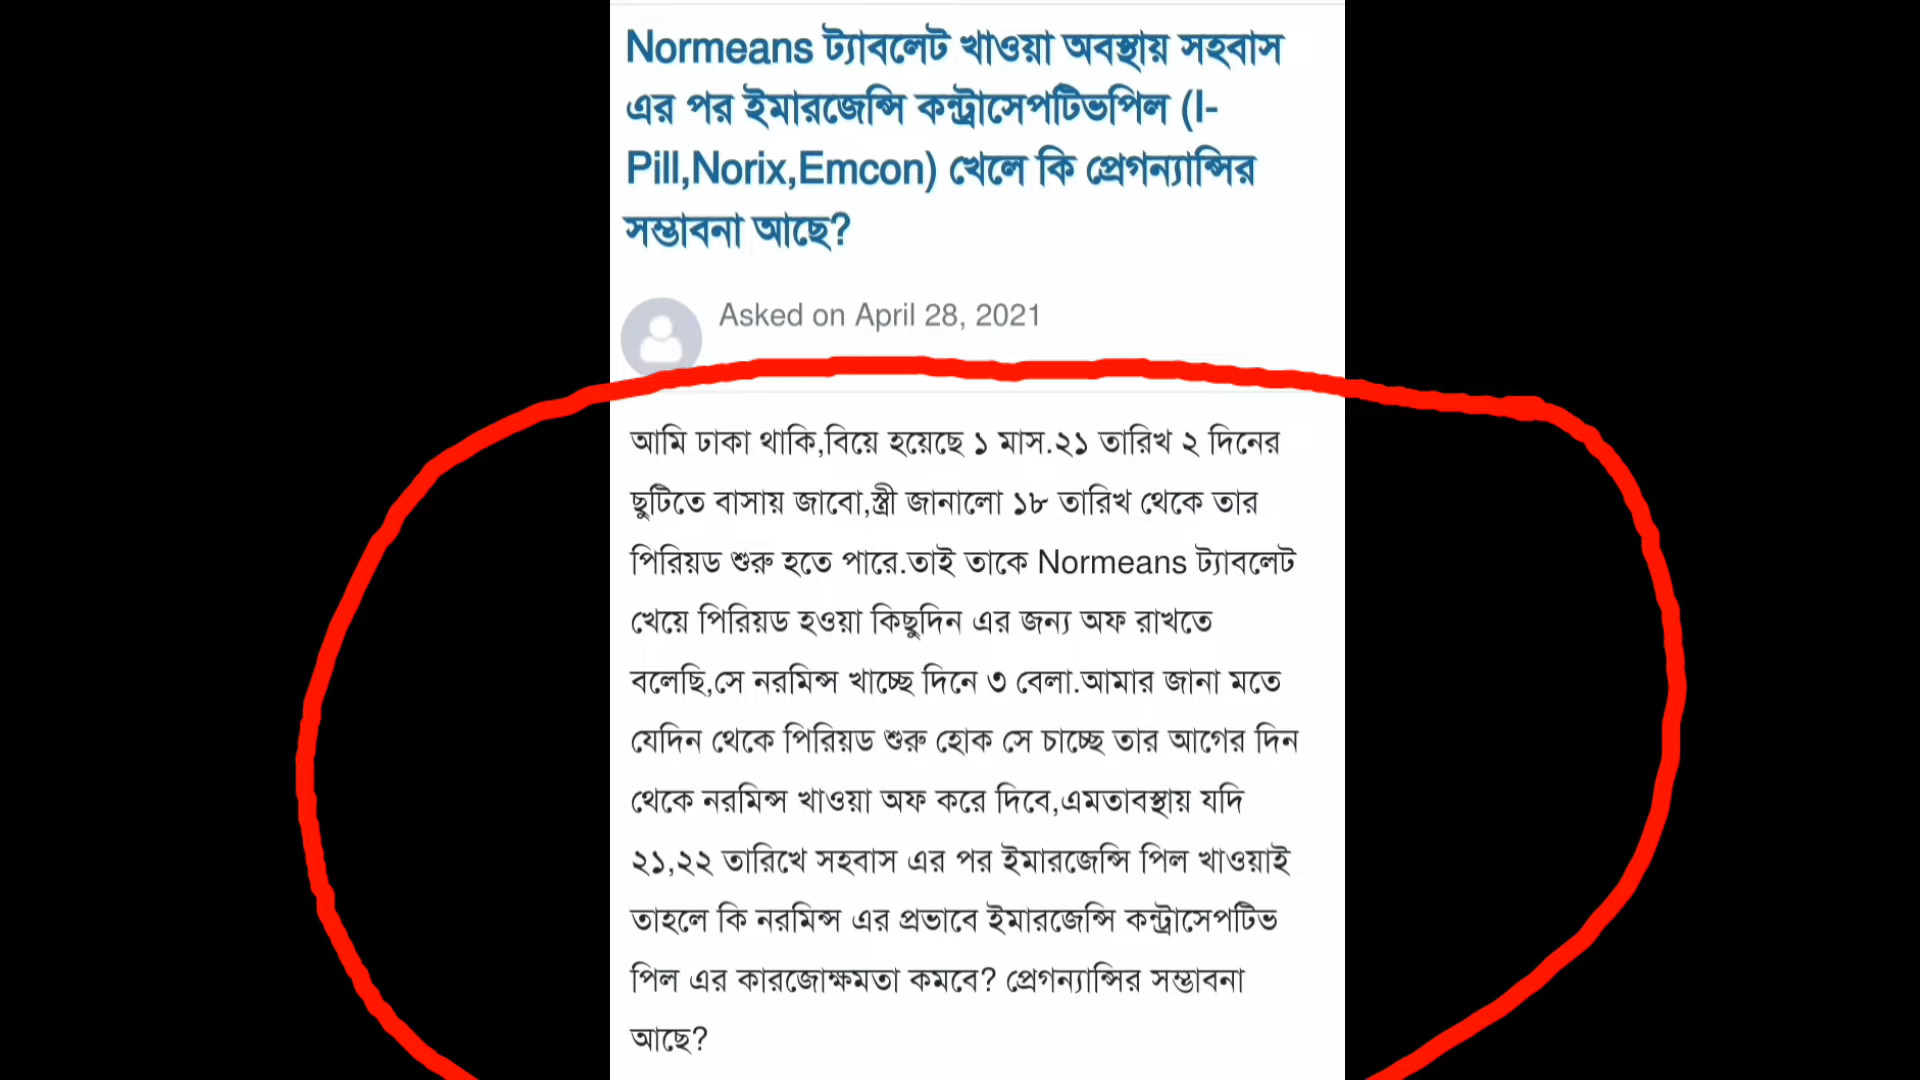 Normeans ট্যাবলেট খাওয়া অবস্থায় সহবাস
এর পর ইমারজেন্সি কন্ট্রাসেপটিভপিল (I-
Pill,Norix,Emcon) খেলে কি প্রেগন্যান্সির
সম্ভাবনা আছে?
Asked on April 28, 2021
আমি ঢাকা থাকি,বিয়ে হয়েছে ১ মাস.২১ তারিখ ২ দিনের
ছুটিতে বাসায় জাবো,স্ত্রী জানালো ১৮ তারিখ থেকে তার
পিরিয়ড শুরু হতে পারে.তাই তাকে Normeans ট্যাবলেট
খেয়ে পিরিয়ড হওয়া কিছুদিন এর জন্য অফ রাখতে
বলেছি,সে নরমিন্স খাচ্ছে দিনে ৩ বেলা.আমার জানা মতে
যেদিন থেকে পিরিয়ড শুরু হোক সে চাচ্ছে তার আগের দিন
থেকে নরমিন্স খাওয়া অফ করে দিবে,এমতাবস্থায় যদি
২১,২২ তারিখে সহবাস এর পর ইমারজেন্সি পিল খাওয়াই
তাহলে কি নরমিন্স এর প্রভাবে ইমারজেন্সি কন্ট্রাসেপটিভ
পিল এর কারজোক্ষমতা কমবে? প্রেগন্যান্সির সম্ভাবনা
আছে?